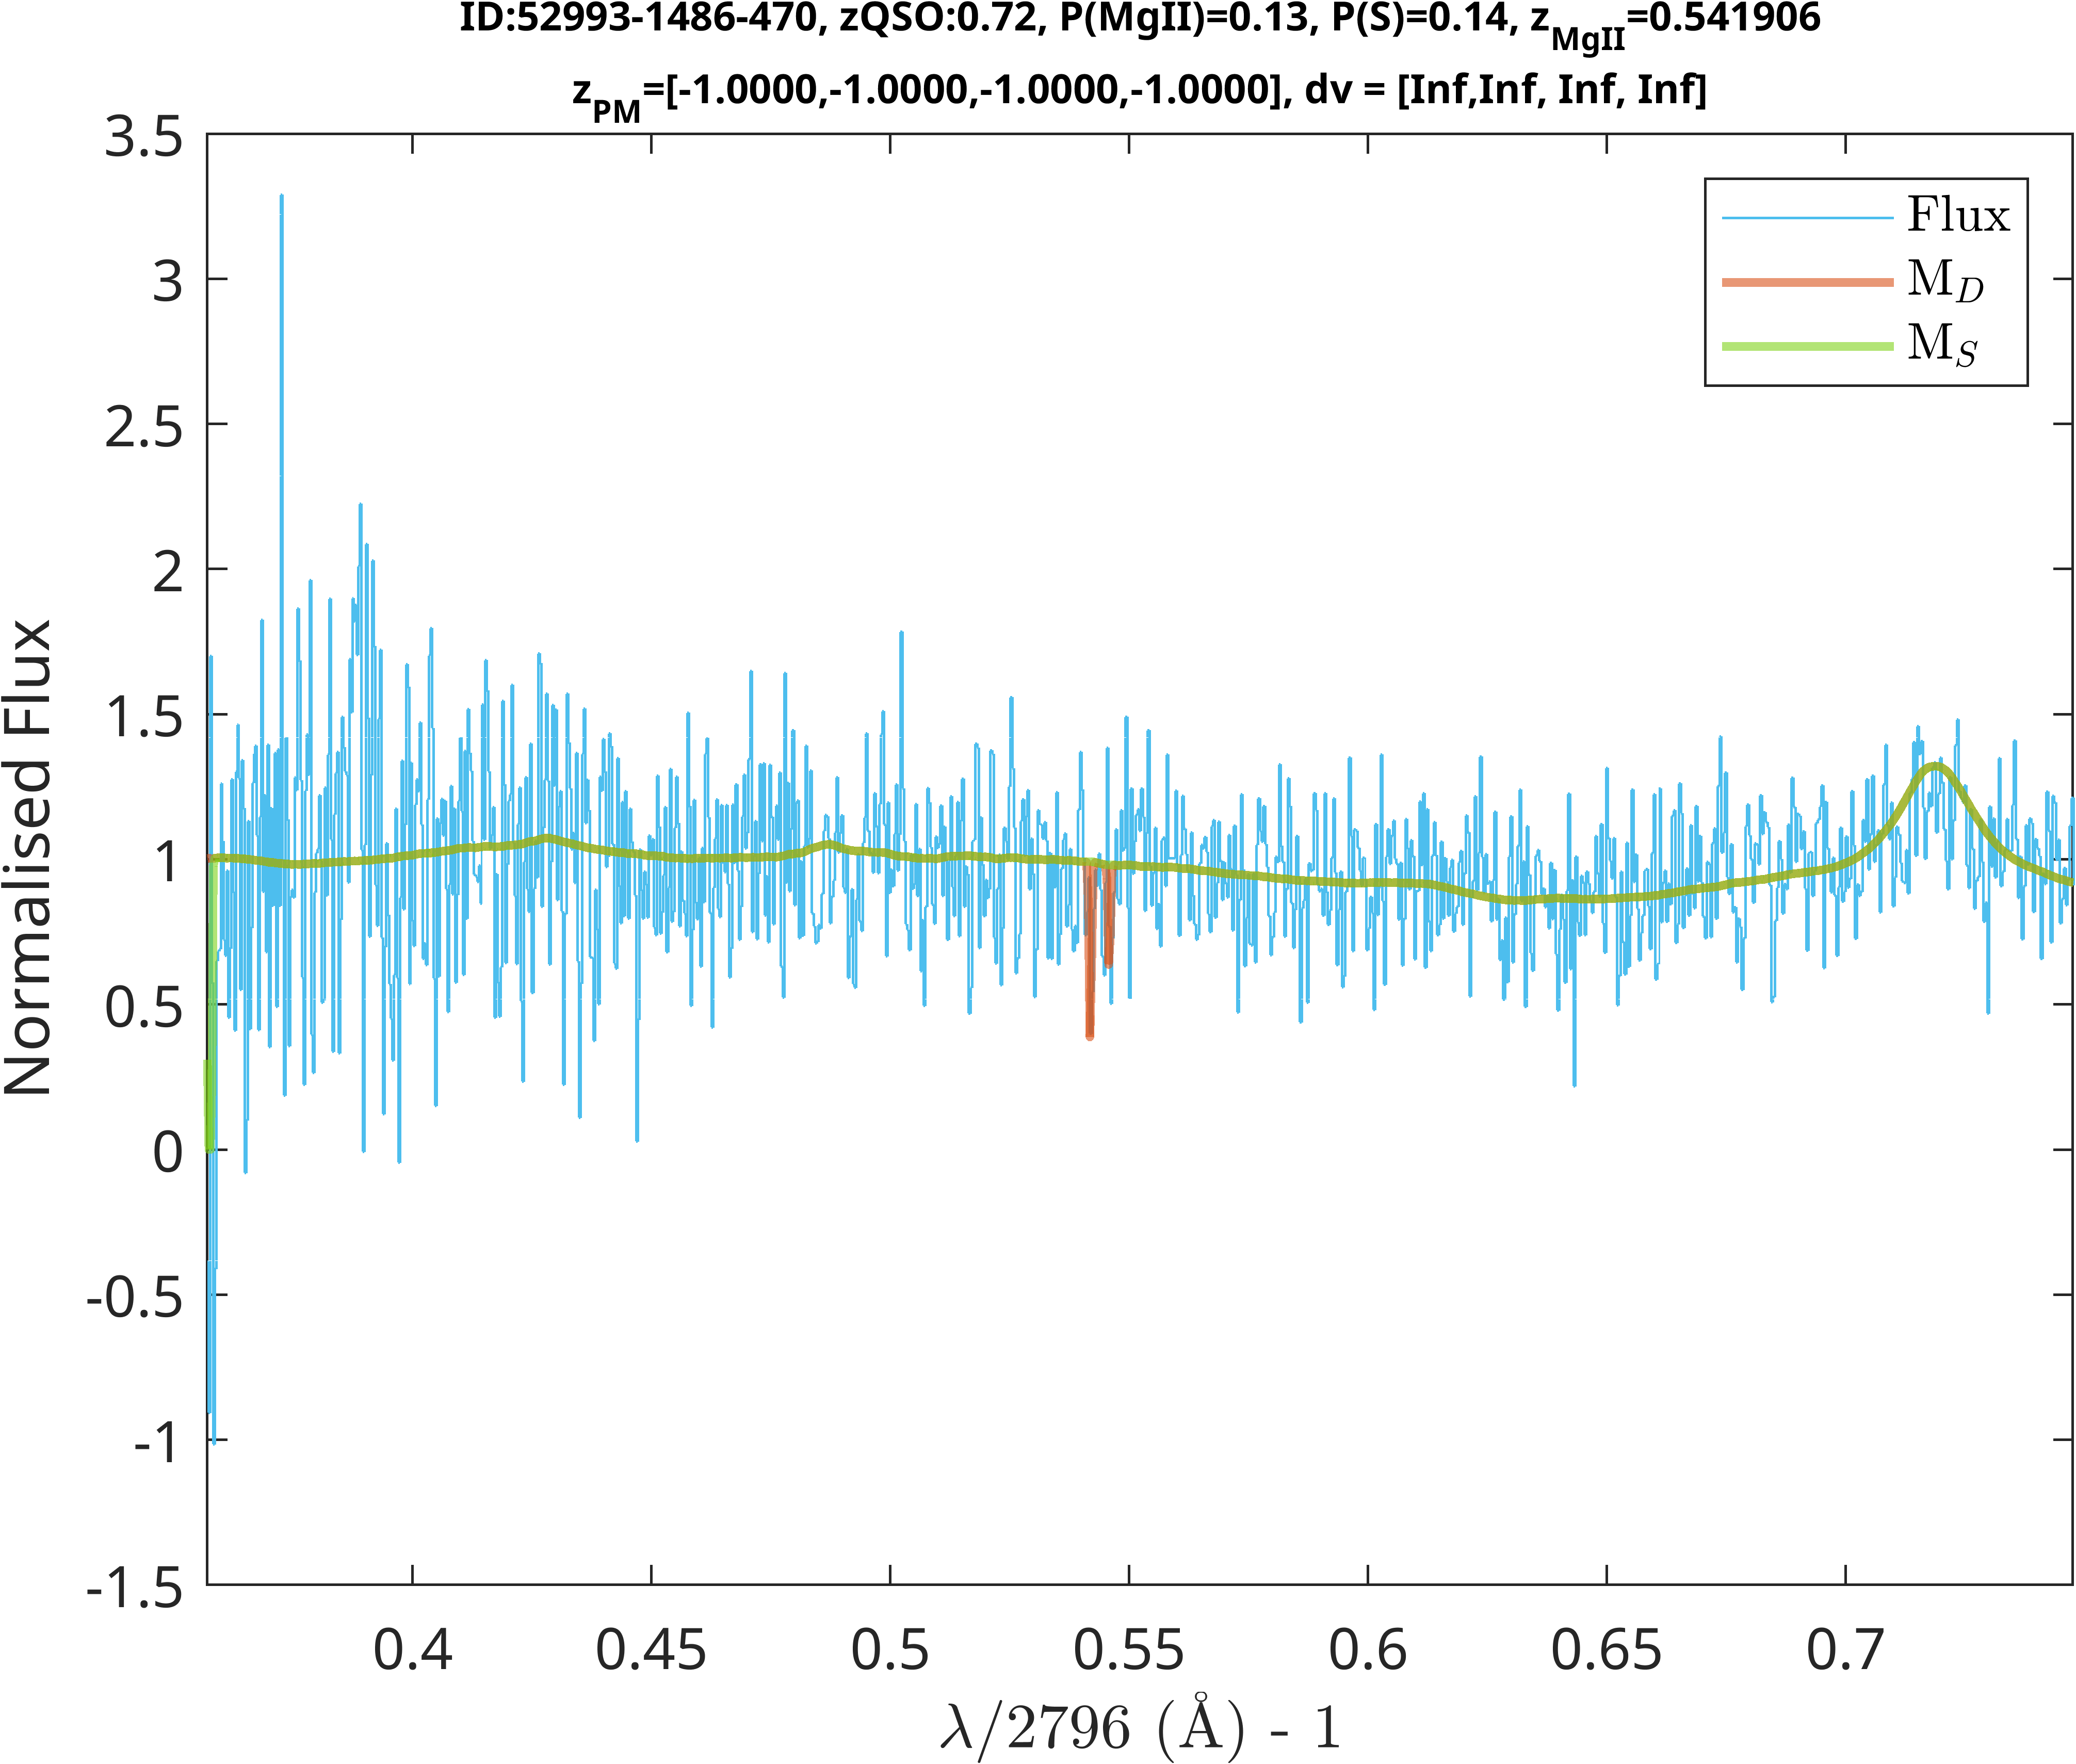 ID:52993-1486-470, zQSO:0.72, P(MgII)=0.13, P(S)=0.14, zMgII=0.541906
zPM=[-1.0000,-1.0000,-1.0000,-1.0000], dv = [Inf,Inf, Inf, Inf]
3.5
3
2.5
2
1.5
1
0.5
0
-0.5
-1
-1.5
Normalised Flux
Flux
MD
MS
0.4 0.45 0.5 0.55 0.6 0.65 0.7
λ/2796 (Å) - 1